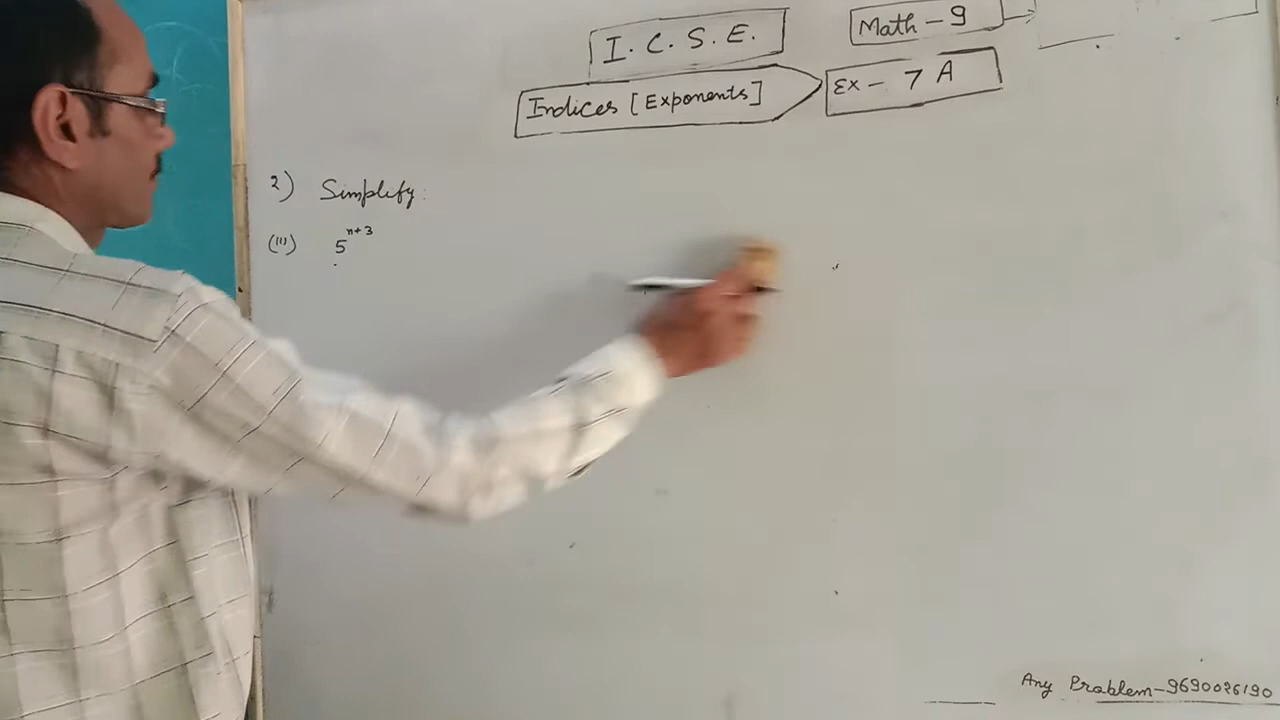 I. C. S. E.
Math - 9
Indices [Exponents]
Ex - 7 A
2) Simplify:
(ii) 5^{n+3}
Any Problem-9690026190